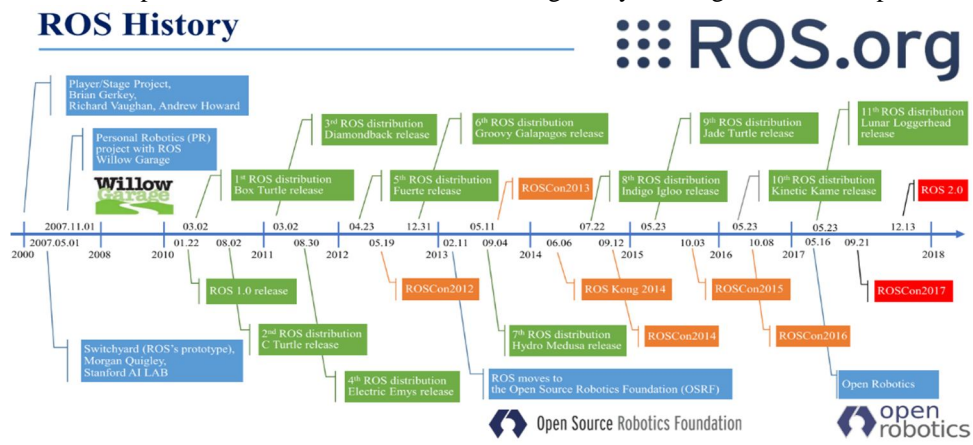 ROS History
ROS.org
Player/Stage Project,
Brian Gerkey,
Richard Vaughan, Andrew Howard
Personal Robotics (PR)
project with ROS
Willow Garage
Willow
Garage
1st ROS distribution
Box Turtle release
3rd ROS distribution
Diamondback release
5th ROS distribution
Fuerte release
6th ROS distribution
Groovy Galapagos release
ROSCon2013
8th ROS distribution
Indigo Igloo release
9th ROS distribution
Jade Turtle release
10th ROS distribution
Kinetic Kame release
11th ROS distribution
Lunar Loggerhead
release
ROS 2.0
2007.11.01 03.02 03.02 04.23 12.31 05.11 07.22 05.23 05.23 05.23 12.13
2007.05.01 01.22 08.02 08.30 05.19 02.11 09.04 06.06 09.12 10.03 10.08 05.16 09.21
2000 2008 2010 2011 2012 2013 2014 2015 2016 2017 2018
ROS 1.0 release
2nd ROS distribution
C Turtle release
4th ROS distribution
Electric Emys release
ROSCon2012
7th ROS distribution
Hydro Medusa release
ROS Kong 2014
ROSCon2014
ROSCon2015
ROSCon2016
ROSCon2017
Switchyard (ROS's prototype),
Morgan Quigley,
Stanford AI LAB
ROS moves to
the Open Source Robotics Foundation (OSRF)
Open Robotics
Open Source Robotics Foundation
open
robotics